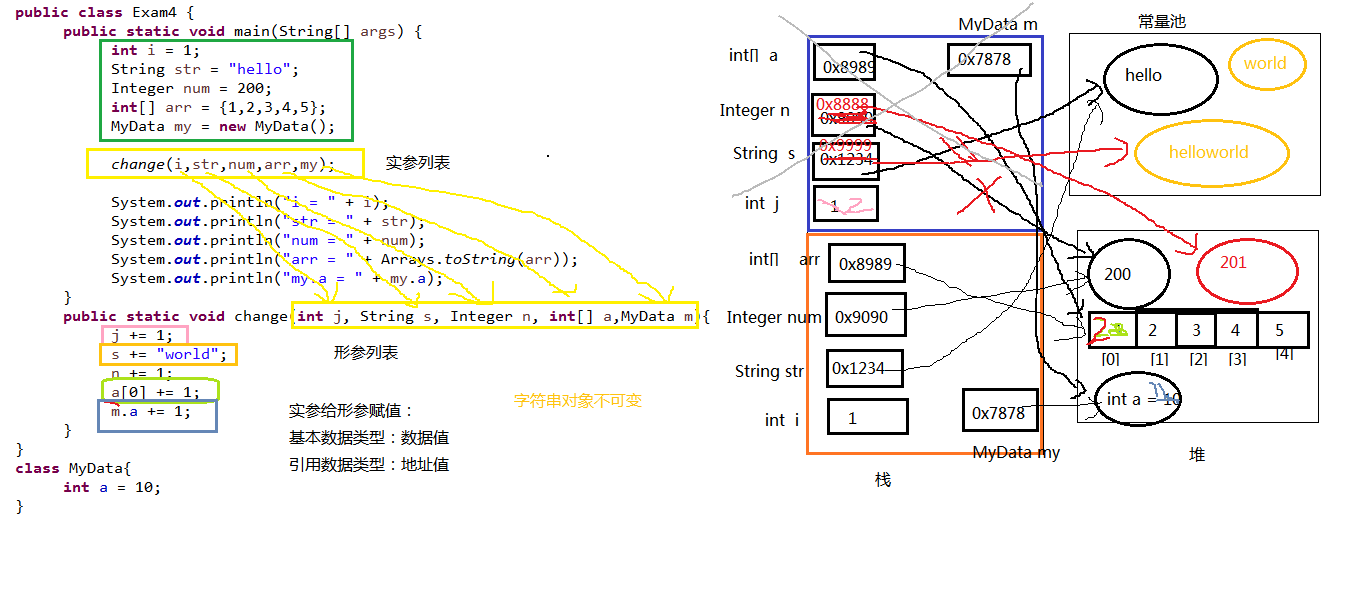 public class Exam4 {
public static void main(String[] args) {
int i = 1;
String str = "hello";
Integer num = 200;
int[] arr = {1,2,3,4,5};
MyData my = new MyData();
change(i,str,num,arr,my);
实参列表
System.out.println("i = " + i);
System.out.println("str = " + str);
System.out.println("num = " + num);
System.out.println("arr = " + Arrays.toString(arr));
System.out.println("my.a = " + my.a);
}
public static void change(int j, String s, Integer n, int[] a,MyData m){
j += 1;
s += "world";
n += 1;
a[0] += 1;
m.a += 1;
}
}
class MyData{
int a = 10;
}
形参列表
实参给形参赋值：
基本数据类型：数据值
引用数据类型：地址值
字符串对象不可变
MyData m
int[] a
0x8989
0x7878
Integer n
0x8888
String s
0x9999
0x1234
int j
1
2
int[] arr
0x8989
Integer num
0x9090
String str
0x1234
int i
1
0x7878
MyData my
栈
常量池
hello
world
helloworld
200
201
2
2
3
4
5
[0]
[1]
[2]
[3]
[4]
int a = 10
堆